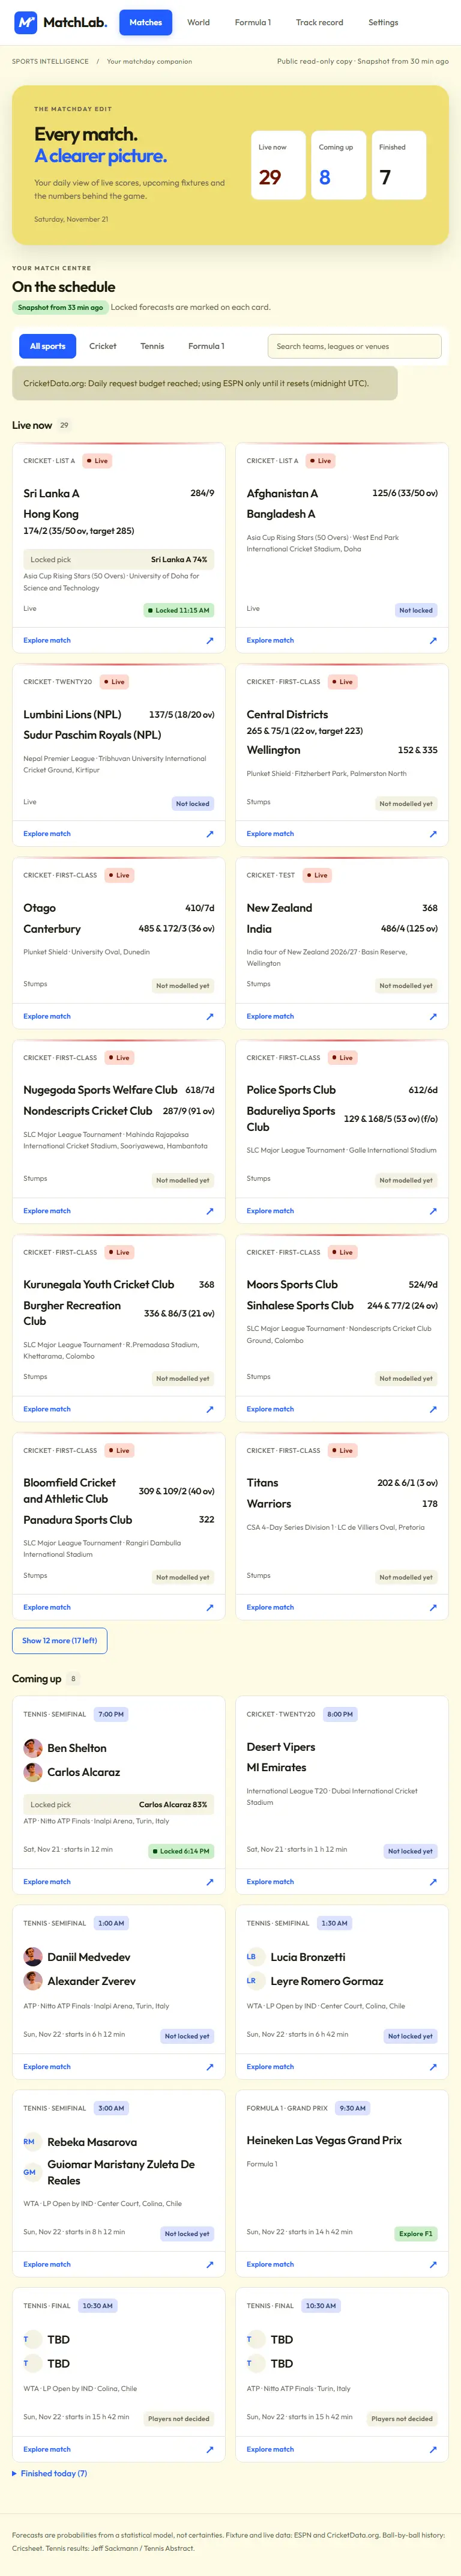 MatchLab.
Matches
World
Formula 1
Track record
Settings
SPORTS INTELLIGENCE / Your matchday companion
Public read-only copy · Snapshot from 30 min ago
THE MATCHDAY EDIT
Every match.
A clearer picture.
Your daily view of live scores, upcoming fixtures and
the numbers behind the game.
Saturday, November 21
Live now
29
Coming up
8
Finished
7
YOUR MATCH CENTRE
On the schedule
Snapshot from 33 min ago Locked forecasts are marked on each card.
All sports
Cricket
Tennis
Formula 1
Search teams, leagues or venues
CricketData.org: Daily request budget reached; using ESPN only until it resets (midnight UTC).
Live now 29
CRICKET · LIST A Live
Sri Lanka A 284/9
Hong Kong
174/2 (35/50 ov, target 285)
Locked pick Sri Lanka A 74%
Asia Cup Rising Stars (50 Overs) · University of Doha for
Science and Technology
Live Locked 11:15 AM
Explore match ↗
CRICKET · LIST A Live
Afghanistan A 125/6 (33/50 ov)
Bangladesh A
Asia Cup Rising Stars (50 Overs) · West End Park
International Cricket Stadium, Doha
Live Not locked
Explore match ↗
CRICKET · TWENTY20 Live
Lumbini Lions (NPL) 137/5 (18/20 ov)
Sudur Paschim Royals (NPL)
Nepal Premier League · Tribhuvan University International
Cricket Ground, Kirtipur
Live Not locked
Explore match ↗
CRICKET · FIRST-CLASS Live
Central Districts
265 & 75/1 (22 ov, target 223)
Wellington 152 & 335
Plunket Shield · Fitzherbert Park, Palmerston North
Stumps Not modelled yet
Explore match ↗
CRICKET · FIRST-CLASS Live
Otago 410/7d
Canterbury 485 & 172/3 (36 ov)
Plunket Shield · University Oval, Dunedin
Stumps Not modelled yet
Explore match ↗
CRICKET · TEST Live
New Zealand 368
India 486/4 (125 ov)
India tour of New Zealand 2026/27 · Basin Reserve,
Wellington
Stumps Not modelled yet
Explore match ↗
CRICKET · FIRST-CLASS Live
Nugegoda Sports Welfare Club 618/7d
Nondescripts Cricket Club 287/9 (91 ov)
SLC Major League Tournament · Mahinda Rajapaksa
International Cricket Stadium, Sooriyawewa, Hambantota
Stumps Not modelled yet
Explore match ↗
CRICKET · FIRST-CLASS Live
Police Sports Club 612/6d
Badureliya Sports
Club 129 & 168/5 (53 ov) (f/o)
SLC Major League Tournament · Galle International Stadium
Stumps Not modelled yet
Explore match ↗
CRICKET · FIRST-CLASS Live
Kurunegala Youth Cricket Club 368
Burgher Recreation
Club 336 & 86/3 (21 ov)
SLC Major League Tournament · R.Premadasa Stadium,
Khettarama, Colombo
Stumps Not modelled yet
Explore match ↗
CRICKET · FIRST-CLASS Live
Moors Sports Club 524/9d
Sinhalese Sports Club 244 & 77/2 (24 ov)
SLC Major League Tournament · Nondescripts Cricket Club
Ground, Colombo
Stumps Not modelled yet
Explore match ↗
CRICKET · FIRST-CLASS Live
Bloomfield Cricket
and Athletic Club 309 & 109/2 (40 ov)
Panadura Sports Club 322
SLC Major League Tournament · Rangiri Dambulla
International Stadium
Stumps Not modelled yet
Explore match ↗
CRICKET · FIRST-CLASS Live
Titans 202 & 6/1 (3 ov)
Warriors 178
CSA 4-Day Series Division 1 · LC de Villiers Oval, Pretoria
Stumps Not modelled yet
Explore match ↗
Show 12 more (17 left)
Coming up 8
TENNIS · SEMIFINAL 7:00 PM
Ben Shelton
Carlos Alcaraz
Locked pick Carlos Alcaraz 83%
ATP · Nitto ATP Finals · Inalpi Arena, Turin, Italy
Sat, Nov 21 · starts in 12 min Locked 6:14 PM
Explore match ↗
CRICKET · TWENTY20 8:00 PM
Desert Vipers
MI Emirates
International League T20 · Dubai International Cricket
Stadium
Sat, Nov 21 · starts in 1 h 12 min Not locked yet
Explore match ↗
TENNIS · SEMIFINAL 1:00 AM
Daniil Medvedev
Alexander Zverev
ATP · Nitto ATP Finals · Inalpi Arena, Turin, Italy
Sun, Nov 22 · starts in 6 h 12 min Not locked yet
Explore match ↗
TENNIS · SEMIFINAL 1:30 AM
LB Lucia Bronzetti
LR Leyre Romero Gormaz
WTA · LP Open by IND · Center Court, Colina, Chile
Sun, Nov 22 · starts in 6 h 42 min Not locked yet
Explore match ↗
TENNIS · SEMIFINAL 3:00 AM
RM Rebeka Masarova
GM Guiomar Maristany Zuleta De
Reales
WTA · LP Open by IND · Center Court, Colina, Chile
Sun, Nov 22 · starts in 8 h 12 min Not locked yet
Explore match ↗
FORMULA 1 · GRAND PRIX 9:30 AM
Heineken Las Vegas Grand Prix
Formula 1
Sun, Nov 22 · starts in 14 h 42 min Explore F1
Explore match ↗
TENNIS · FINAL 10:30 AM
T TBD
T TBD
WTA · LP Open by IND · Colina, Chile
Sun, Nov 22 · starts in 15 h 42 min Players not decided
Explore match ↗
TENNIS · FINAL 10:30 AM
T TBD
T TBD
ATP · Nitto ATP Finals · Turin, Italy
Sun, Nov 22 · starts in 15 h 42 min Players not decided
Explore match ↗
Finished today (7)
Forecasts are probabilities from a statistical model, not certainties. Fixture and live data: ESPN and CricketData.org. Ball-by-ball history:
Cricsheet. Tennis results: Jeff Sackmann / Tennis Abstract.